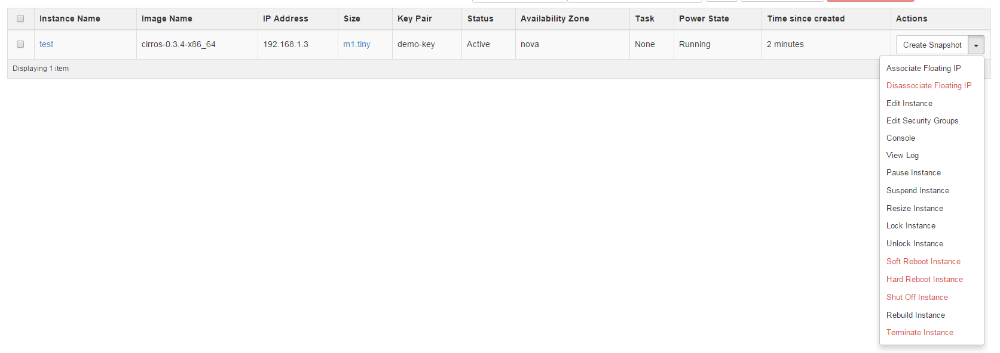 Instance Name Image Name IP Address Size Key Pair Status Availability Zone Task Power State Time since created Actions
test cirros-0.3.4-x86_64 192.168.1.3 m1.tiny demo-key Active nova None Running 2 minutes Create Snapshot
Displaying 1 item
Associate Floating IP
Disassociate Floating IP
Edit Instance
Edit Security Groups
Console
View Log
Pause Instance
Suspend Instance
Resize Instance
Lock Instance
Unlock Instance
Soft Reboot Instance
Hard Reboot Instance
Shut Off Instance
Rebuild Instance
Terminate Instance